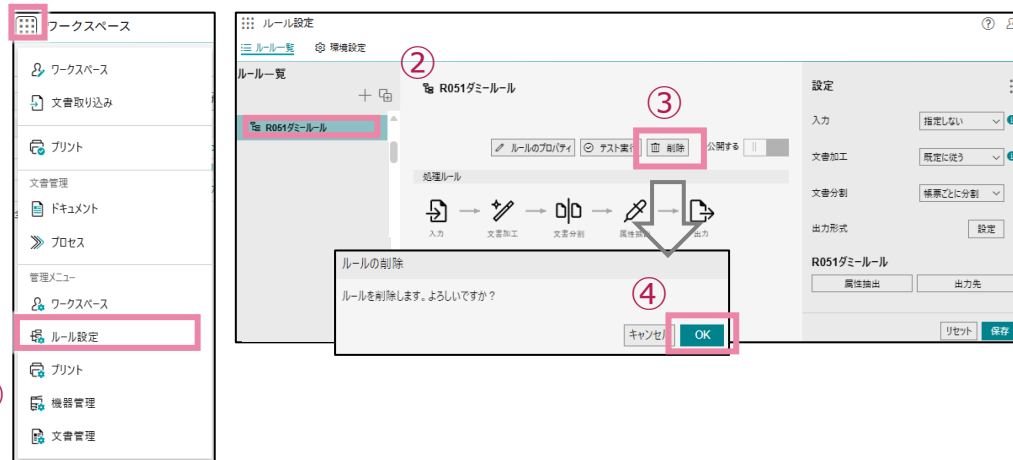 ワークスペース
ワークスペース
文書取り込み
プリント
文書管理
ドキュメント
プロセス
管理メニュー
ワークスペース
ルール設定
プリント
機器管理
文書管理
ルール設定
ルール一覧 環境設定
②
ルール一覧
R051ダミールール
R051ダミールール
③
ルールのプロパティ テスト実行 削除 公開する
処理ルール
入力 文書加工 文書分割 属性抽出 出力
設定
入力 指定しない
文書加工 既定に従う
文書分割 帳票ごとに分割
出力形式 設定
R051ダミールール
属性抽出 出力先
リセット 保存
ルールの削除
ルールを削除します。よろしいですか？
④
キャンセル OK